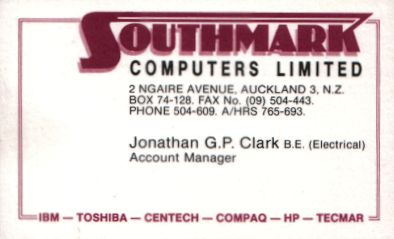 SOUTHMARK
COMPUTERS LIMITED
2 NGAIRE AVENUE, AUCKLAND 3, N.Z.
BOX 74-128. FAX No. (09) 504-443.
PHONE 504-609. A/HRS 765-693.
Jonathan G.P. Clark B.E. (Electrical)
Account Manager
IBM — TOSHIBA — CENTECH — COMPAQ — HP — TECMAR